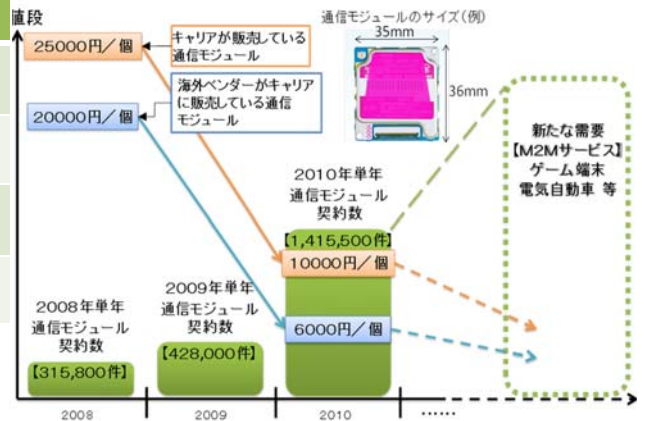 値段
通信モジュールのサイズ(例)
35mm
36mm
25000円/個
キャリアが販売している
通信モジュール
20000円/個
海外ベンダーがキャリア
に販売している通信
モジュール
新たな需要
【M2Mサービス】
ゲーム端末
電気自動車 等
2010年単年
通信モジュール
契約数
【1,415,500件】
10000円/個
6000円/個
2009年単年
通信モジュール
契約数
【428,000件】
2008年単年
通信モジュール
契約数
【315,800件】
2008
2009
2010
……